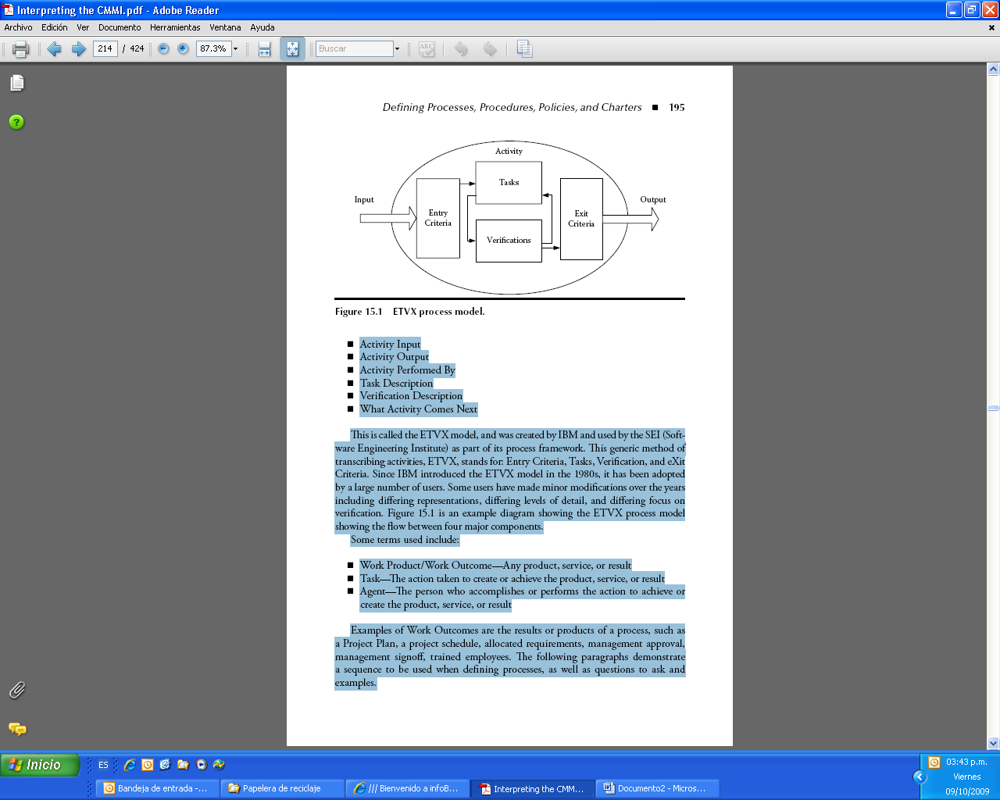 Interpreting the CMMI.pdf - Adobe Reader
Archivo Edición Ver Documento Herramientas Ventana Ayuda
214 / 424 87.3% Buscar
Defining Processes, Procedures, Policies, and Charters ■ 195
Activity
Tasks
Input
Output
Entry
Criteria
Exit
Criteria
Verifications
Figure 15.1 ETVX process model.
■ Activity Input
■ Activity Output
■ Activity Performed By
■ Task Description
■ Verification Description
■ What Activity Comes Next
This is called the ETVX model, and was created by IBM and used by the SEI (Soft-
ware Engineering Institute) as part of its process framework. This generic method of
transcribing activities, ETVX, stands for: Entry Criteria, Tasks, Verification, and eXit
Criteria. Since IBM introduced the ETVX model in the 1980s, it has been adopted
by a large number of users. Some users have made minor modifications over the years
including differing representations, differing levels of detail, and differing focus on
verification. Figure 15.1 is an example diagram showing the ETVX process model
showing the flow between four major components.
Some terms used include:
■ Work Product/Work Outcome—Any product, service, or result
■ Task—The action taken to create or achieve the product, service, or result
■ Agent—The person who accomplishes or performs the action to achieve or
create the product, service, or result
Examples of Work Outcomes are the results or products of a process, such as
a Project Plan, a project schedule, allocated requirements, management approval,
management signoff, trained employees. The following paragraphs demonstrate
a sequence to be used when defining processes, as well as questions to ask and
examples.
Inicio ES 03:43 p.m.
Viernes
Bandeja de entrada -... Papelera de reciclaje /// Bienvenido a infoB... Interpreting the CMM... Documento2 - Micros... 09/10/2009